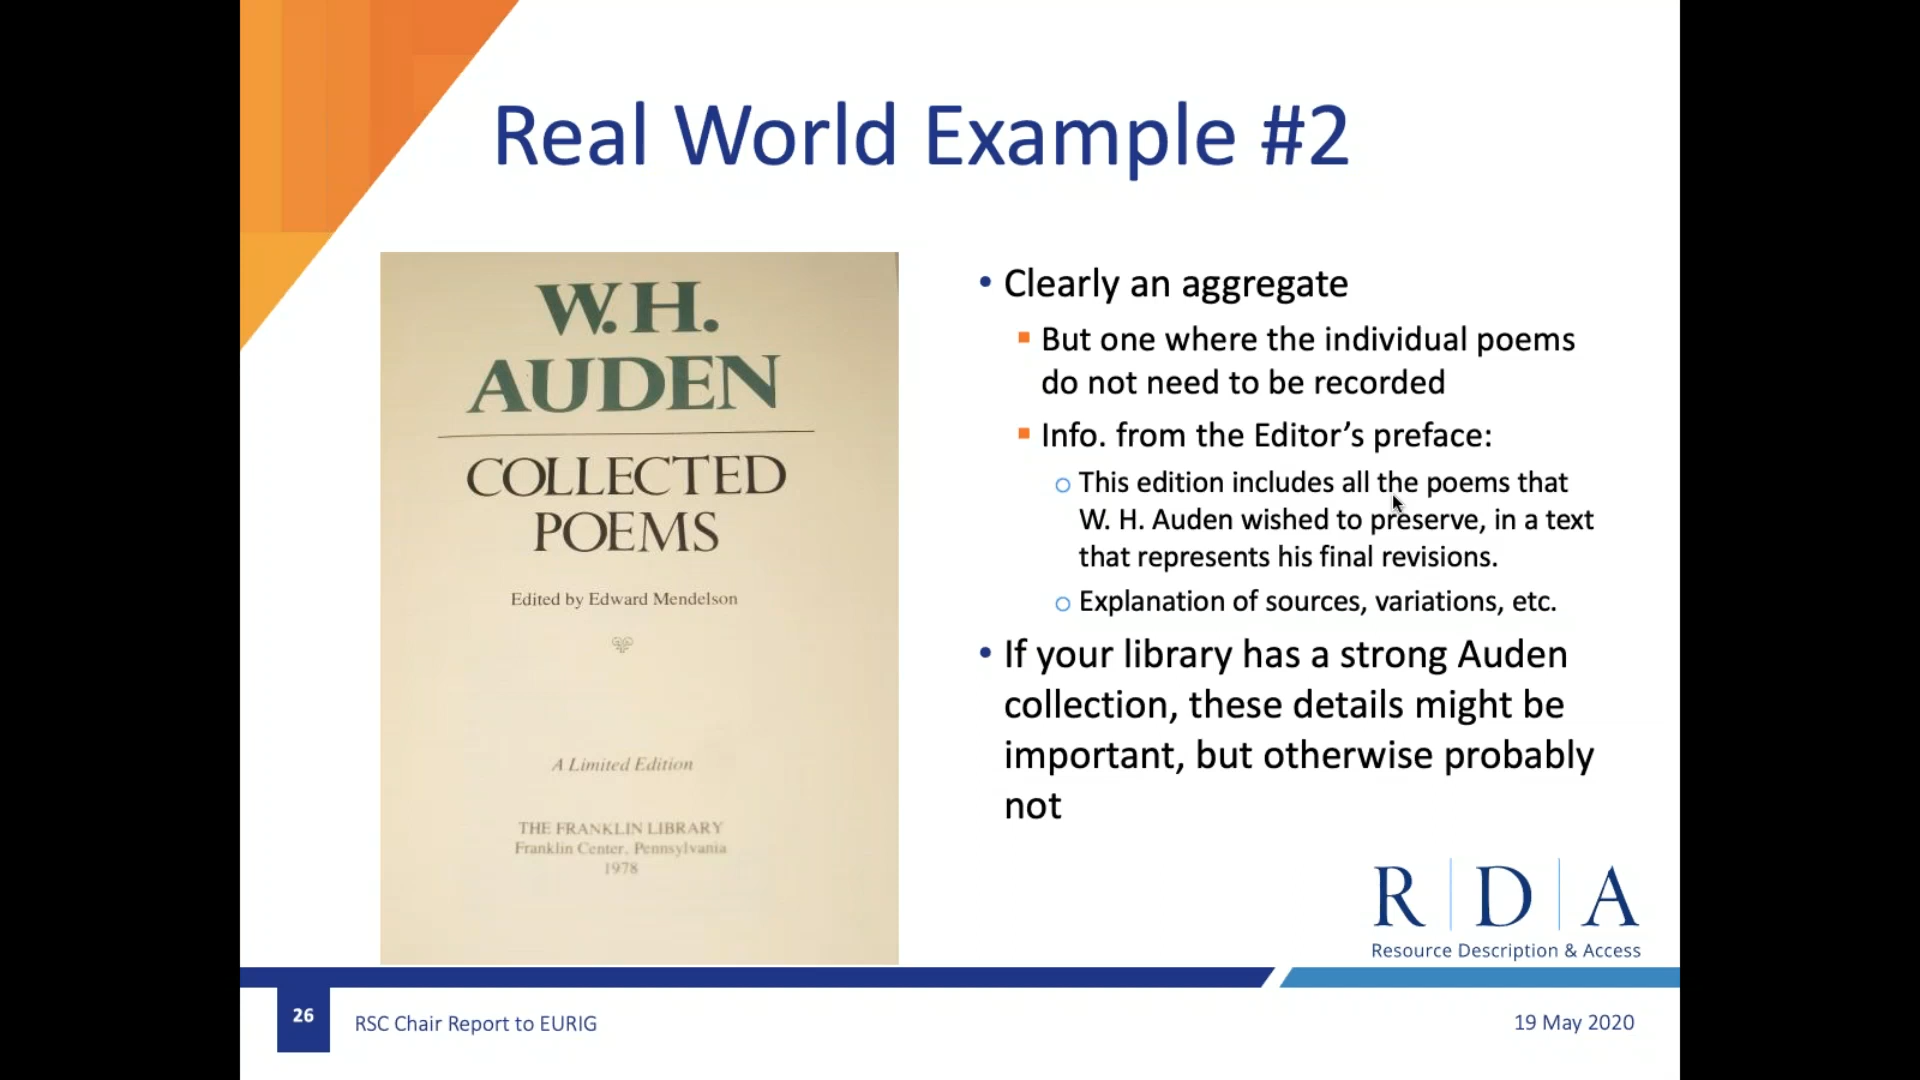 Real World Example #2
W. H.
AUDEN
COLLECTED
POEMS
Edited by Edward Mendelson
A Limited Edition
THE FRANKLIN LIBRARY
Franklin Center, Pennsylvania
1978
• Clearly an aggregate
▪ But one where the individual poems
do not need to be recorded
▪ Info. from the Editor’s preface:
○ This edition includes all the poems that
W. H. Auden wished to preserve, in a text
that represents his final revisions.
○ Explanation of sources, variations, etc.
• If your library has a strong Auden
collection, these details might be
important, but otherwise probably
not
R|D|A
Resource Description & Access
26
RSC Chair Report to EURIG
19 May 2020